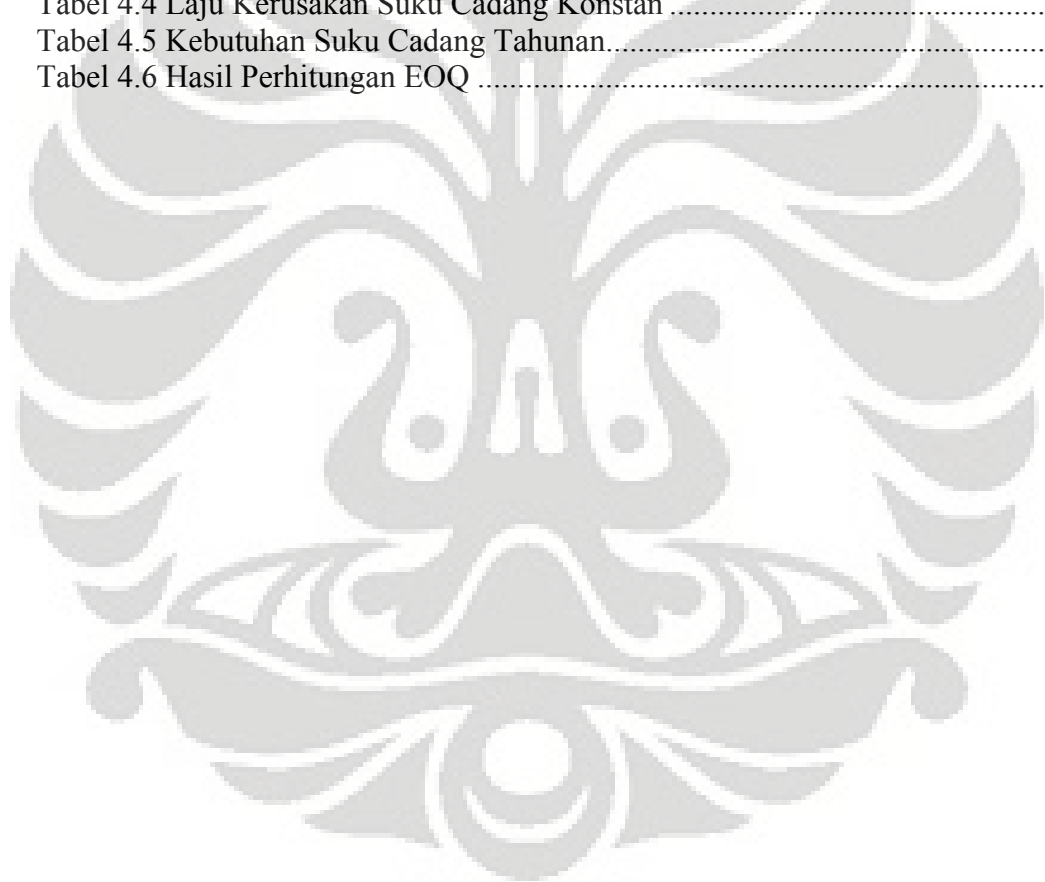 Tabel 4.4 Laju Kerusakan Suku Cadang Konstan ..............................................
Tabel 4.5 Kebutuhan Suku Cadang Tahunan.....................................................
Tabel 4.6 Hasil Perhitungan EOQ .....................................................................